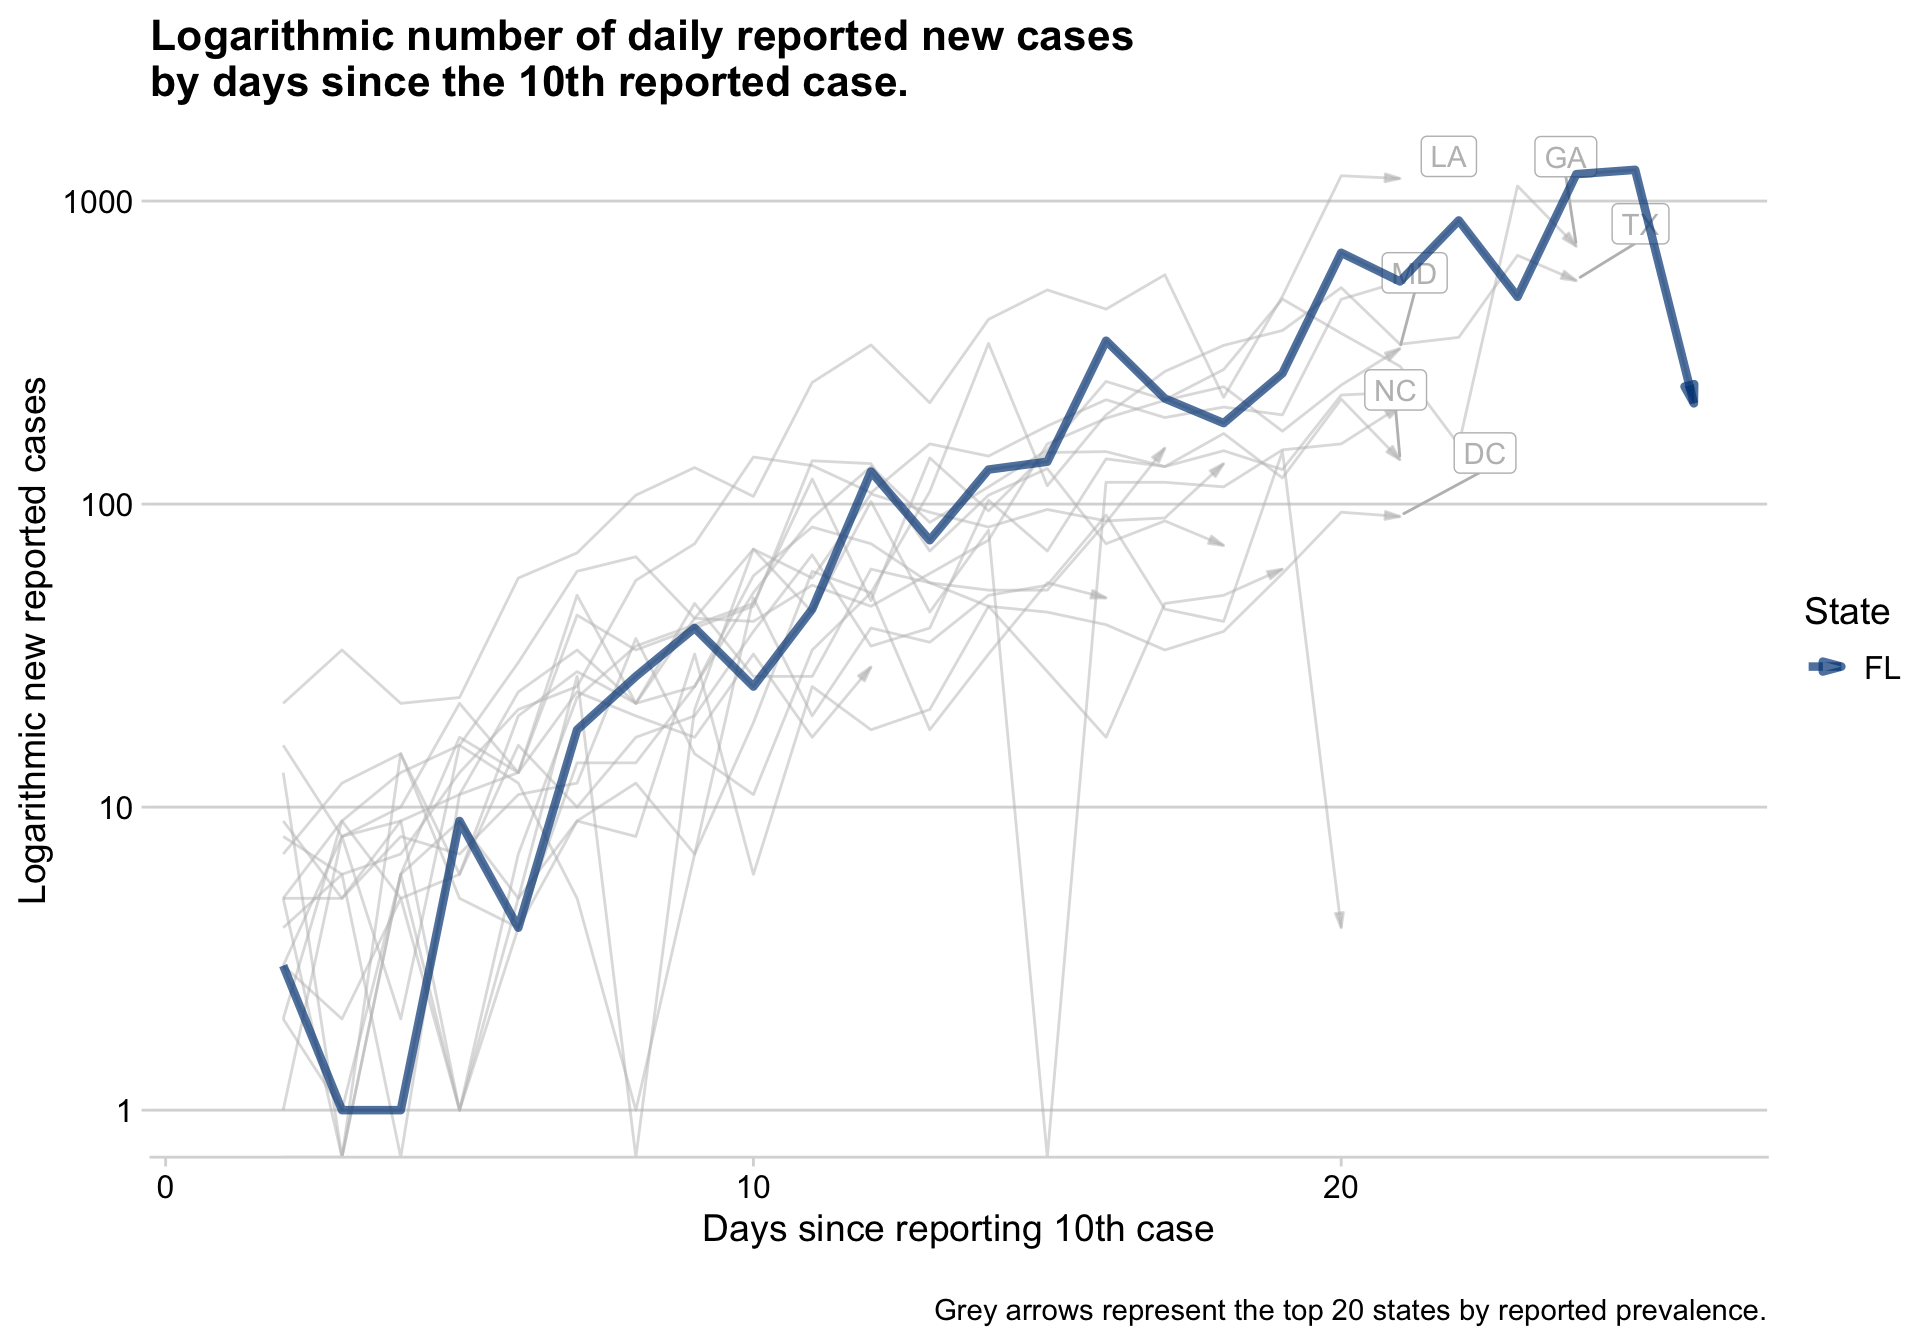 Logarithmic number of daily reported new cases
by days since the 10th reported case.
LA
GA
1000
TX
MD
NC
DC
100
10
1
Logarithmic new reported cases
State
FL
0
10
20
Days since reporting 10th case
Grey arrows represent the top 20 states by reported prevalence.